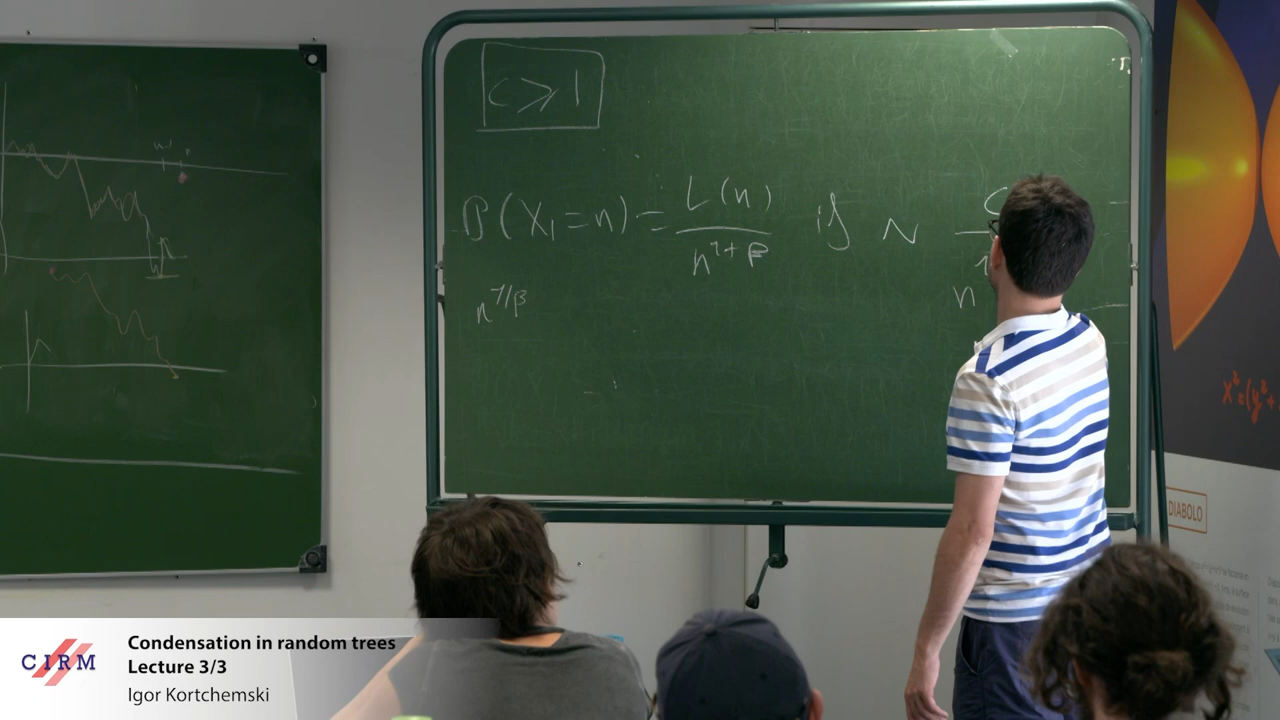 c ⩾ 1
P(X₁=n) = L(n) / n^{1+β} if ~ c
n^{1/β} n
DIABOLO
CIRM
Condensation in random trees
Lecture 3/3
Igor Kortchemski